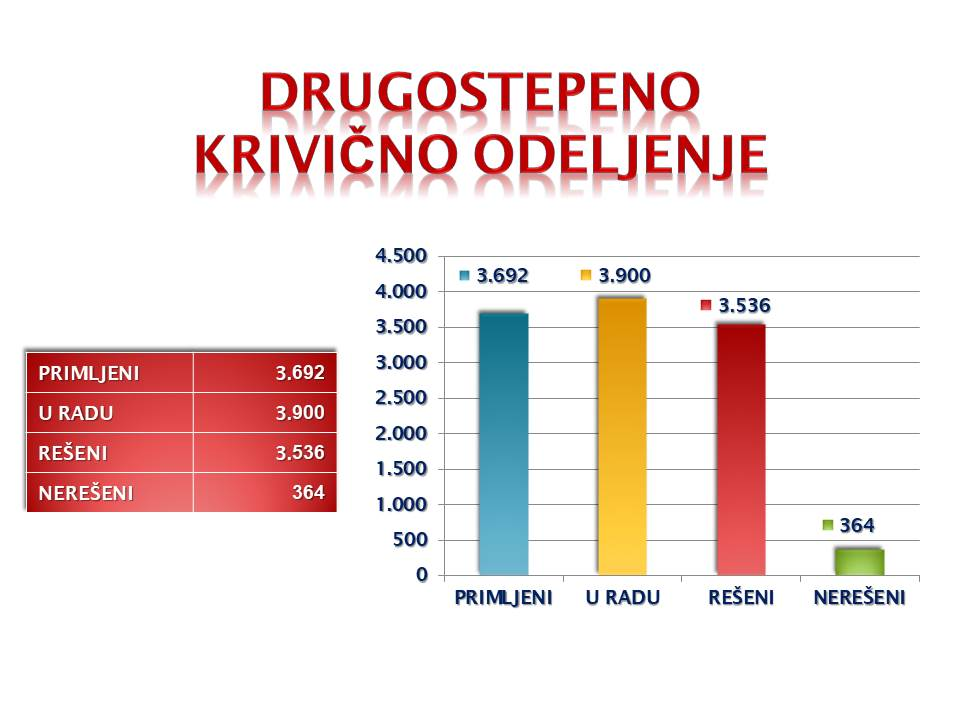 DRUGOSTEPENO
KRIVIČNO ODELJENJE
PRIMLJENI 3.692
U RADU 3.900
REŠENI 3.536
NEREŠENI 364
4.500
4.000
3.500
3.000
2.500
2.000
1.500
1.000
500
0
3.692
3.900
3.536
364
PRIMLJENI U RADU REŠENI NEREŠENI